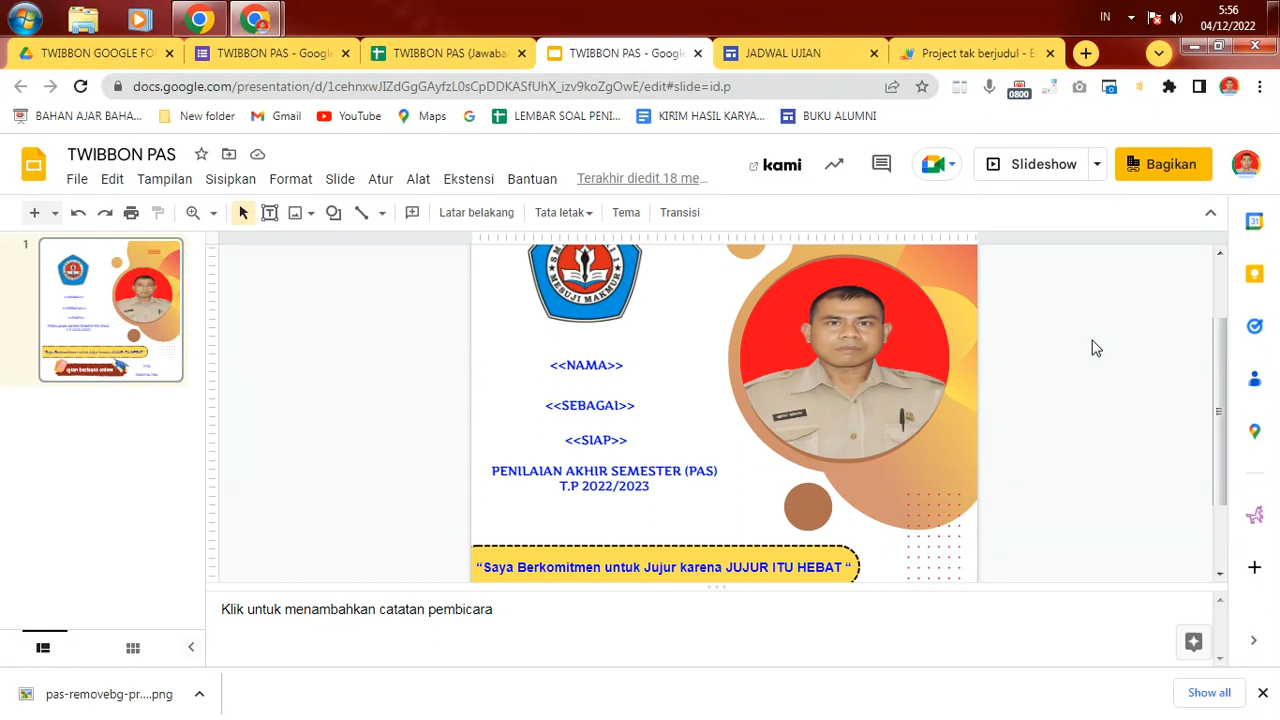 IN
5:56
04/12/2022
TWIBBON GOOGLE FO
TWIBBON PAS - Googl
TWIBBON PAS (Jawaba
TWIBBON PAS - Googl
JADWAL UJIAN
Project tak berjudul - E
docs.google.com/presentation/d/1cehnxwJIZdGgGAyfzL0sCpDDKASfUhX_izv9koZgOwE/edit#slide=id.p
0800
BAHAN AJAR BAHA...
New folder
Gmail
YouTube
Maps
LEMBAR SOAL PENI...
KIRIM HASIL KARYA...
BUKU ALUMNI
TWIBBON PAS
kami
Slideshow
Bagikan
File Edit Tampilan Sisipkan Format Slide Atur Alat Ekstensi Bantuan
Terakhir diedit 18 me...
Latar belakang
Tata letak
Tema
Transisi
1
MESUJI MAKMUR
<<NAMA>>
<<SEBAGAI>>
<<SIAP>>
PENILAIAN AKHIR SEMESTER (PAS)
T.P 2022/2023
“Saya Berkomitmen untuk Jujur karena JUJUR ITU HEBAT “
Klik untuk menambahkan catatan pembicara
pas-removebg-pr....png
Show all